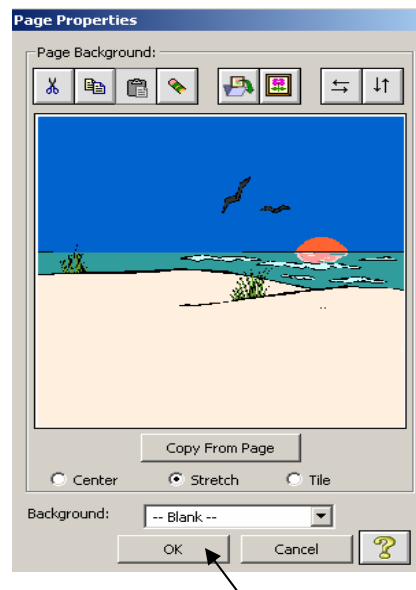 Page Properties
Page Background:
Copy From Page
Center Stretch Tile
Background: -- Blank --
OK Cancel